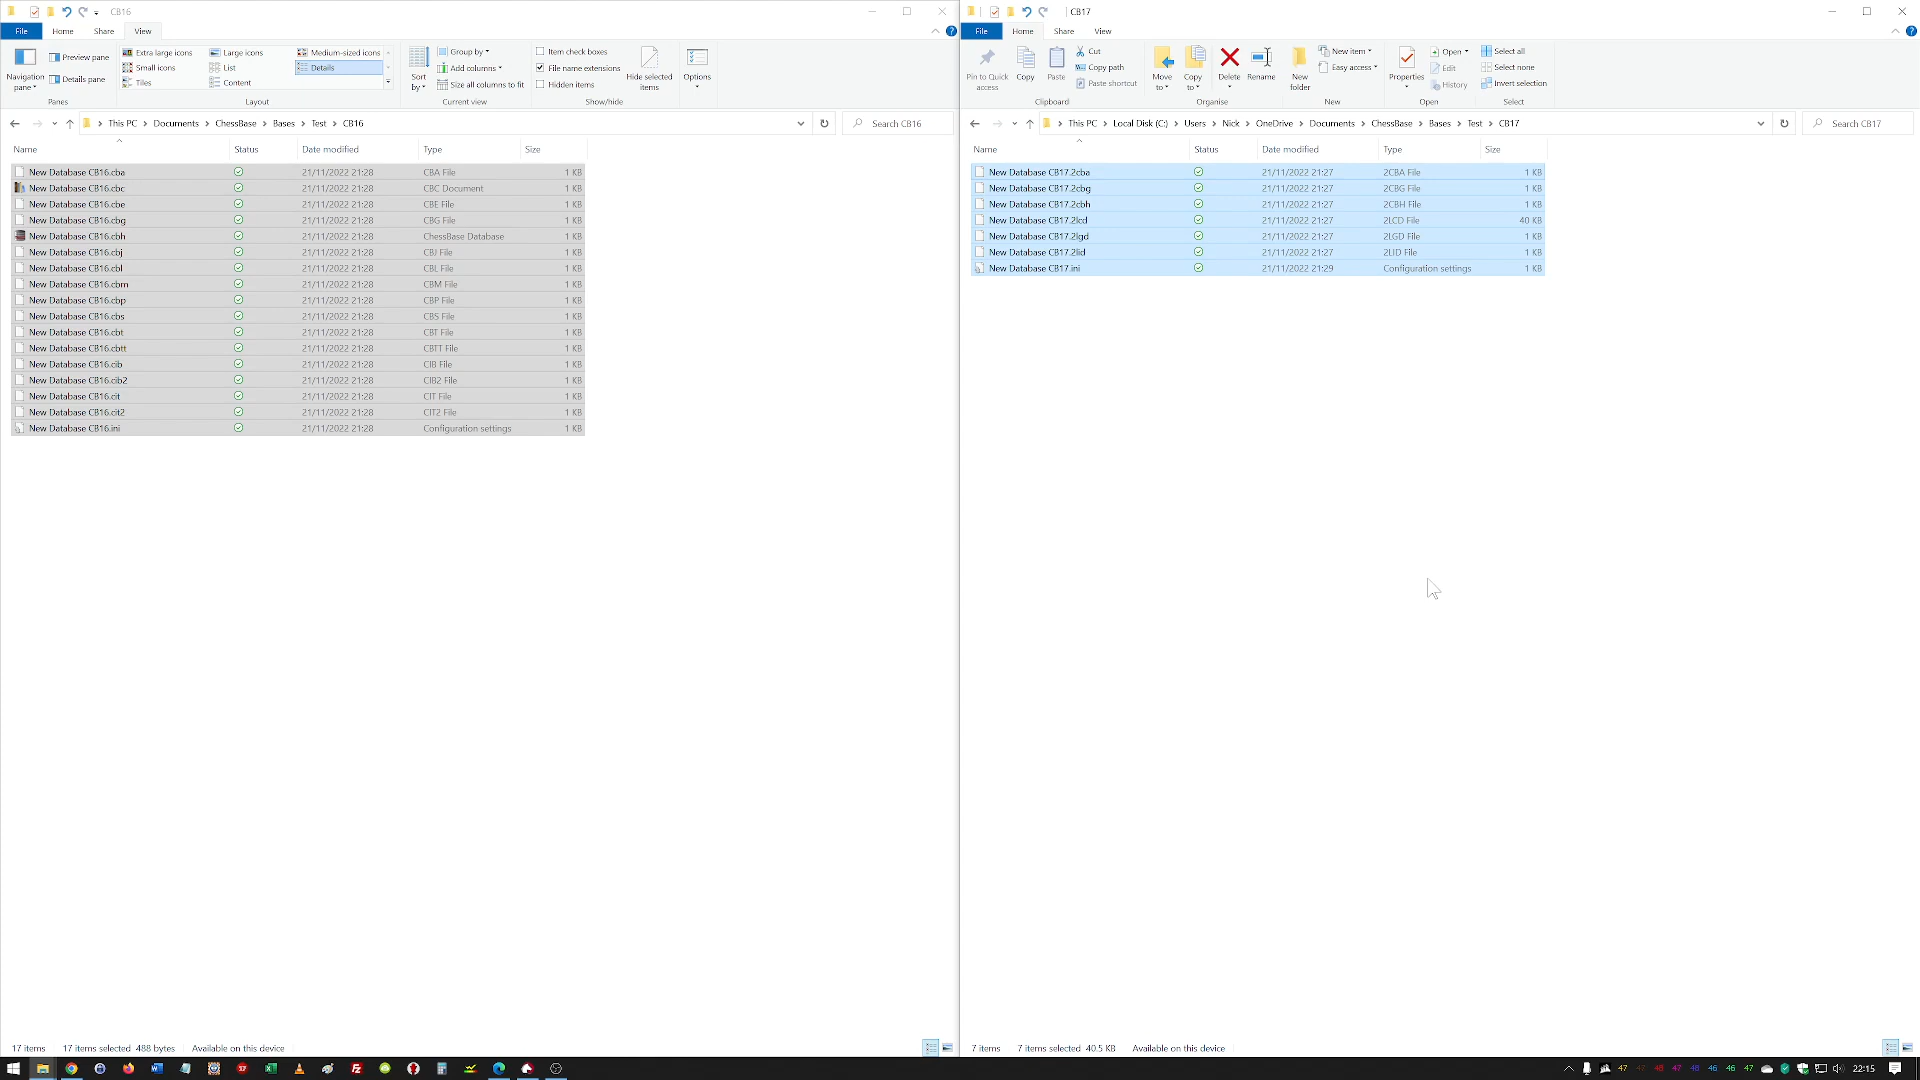 CB16
File Home Share View
Navigation pane
Preview pane
Details pane
Panes
Extra large icons Large icons Medium-sized icons
Small icons List Details
Tiles Content
Layout
Sort by
Group by
Add columns
Size all columns to fit
Current view
Item check boxes
File name extensions
Hidden items
Hide selected items
Show/hide
Options
This PC > Documents > ChessBase > Bases > Test > CB16
Search CB16
Name Status Date modified Type Size
New Database CB16.cba 21/11/2022 21:28 CBA File 1 KB
New Database CB16.cbc 21/11/2022 21:28 CBC Document 1 KB
New Database CB16.cbe 21/11/2022 21:28 CBE File 1 KB
New Database CB16.cbg 21/11/2022 21:28 CBG File 1 KB
New Database CB16.cbh 21/11/2022 21:28 ChessBase Database 1 KB
New Database CB16.cbj 21/11/2022 21:28 CBJ File 1 KB
New Database CB16.cbl 21/11/2022 21:28 CBL File 1 KB
New Database CB16.cbm 21/11/2022 21:28 CBM File 1 KB
New Database CB16.cbp 21/11/2022 21:28 CBP File 1 KB
New Database CB16.cbs 21/11/2022 21:28 CBS File 1 KB
New Database CB16.cbt 21/11/2022 21:28 CBT File 1 KB
New Database CB16.cbtt 21/11/2022 21:28 CBTT File 1 KB
New Database CB16.cib 21/11/2022 21:28 CIB File 1 KB
New Database CB16.cib2 21/11/2022 21:28 CIB2 File 1 KB
New Database CB16.cit 21/11/2022 21:28 CIT File 1 KB
New Database CB16.cit2 21/11/2022 21:28 CIT2 File 1 KB
New Database CB16.ini 21/11/2022 21:28 Configuration settings 1 KB
17 items 17 items selected 488 bytes Available on this device
CB17
File Home Share View
Pin to Quick access
Copy
Paste
Cut
Copy path
Paste shortcut
Clipboard
Move to
Copy to
Delete
Rename
Organise
New folder
New item
Easy access
New
Properties
Open
Edit
History
Open
Select all
Select none
Invert selection
Select
This PC > Local Disk (C:) > Users > Nick > OneDrive > Documents > ChessBase > Bases > Test > CB17
Search CB17
Name Status Date modified Type Size
New Database CB17.2cba 21/11/2022 21:27 2CBA File 1 KB
New Database CB17.2cbg 21/11/2022 21:27 2CBG File 1 KB
New Database CB17.2cbh 21/11/2022 21:27 2CBH File 1 KB
New Database CB17.2lcd 21/11/2022 21:27 2LCD File 40 KB
New Database CB17.2lgd 21/11/2022 21:27 2LGD File 1 KB
New Database CB17.2lid 21/11/2022 21:27 2LID File 1 KB
New Database CB17.ini 21/11/2022 21:29 Configuration settings 1 KB
7 items 7 items selected 40.5 KB Available on this device
47 47 48 47 48 46 46 47 22:15